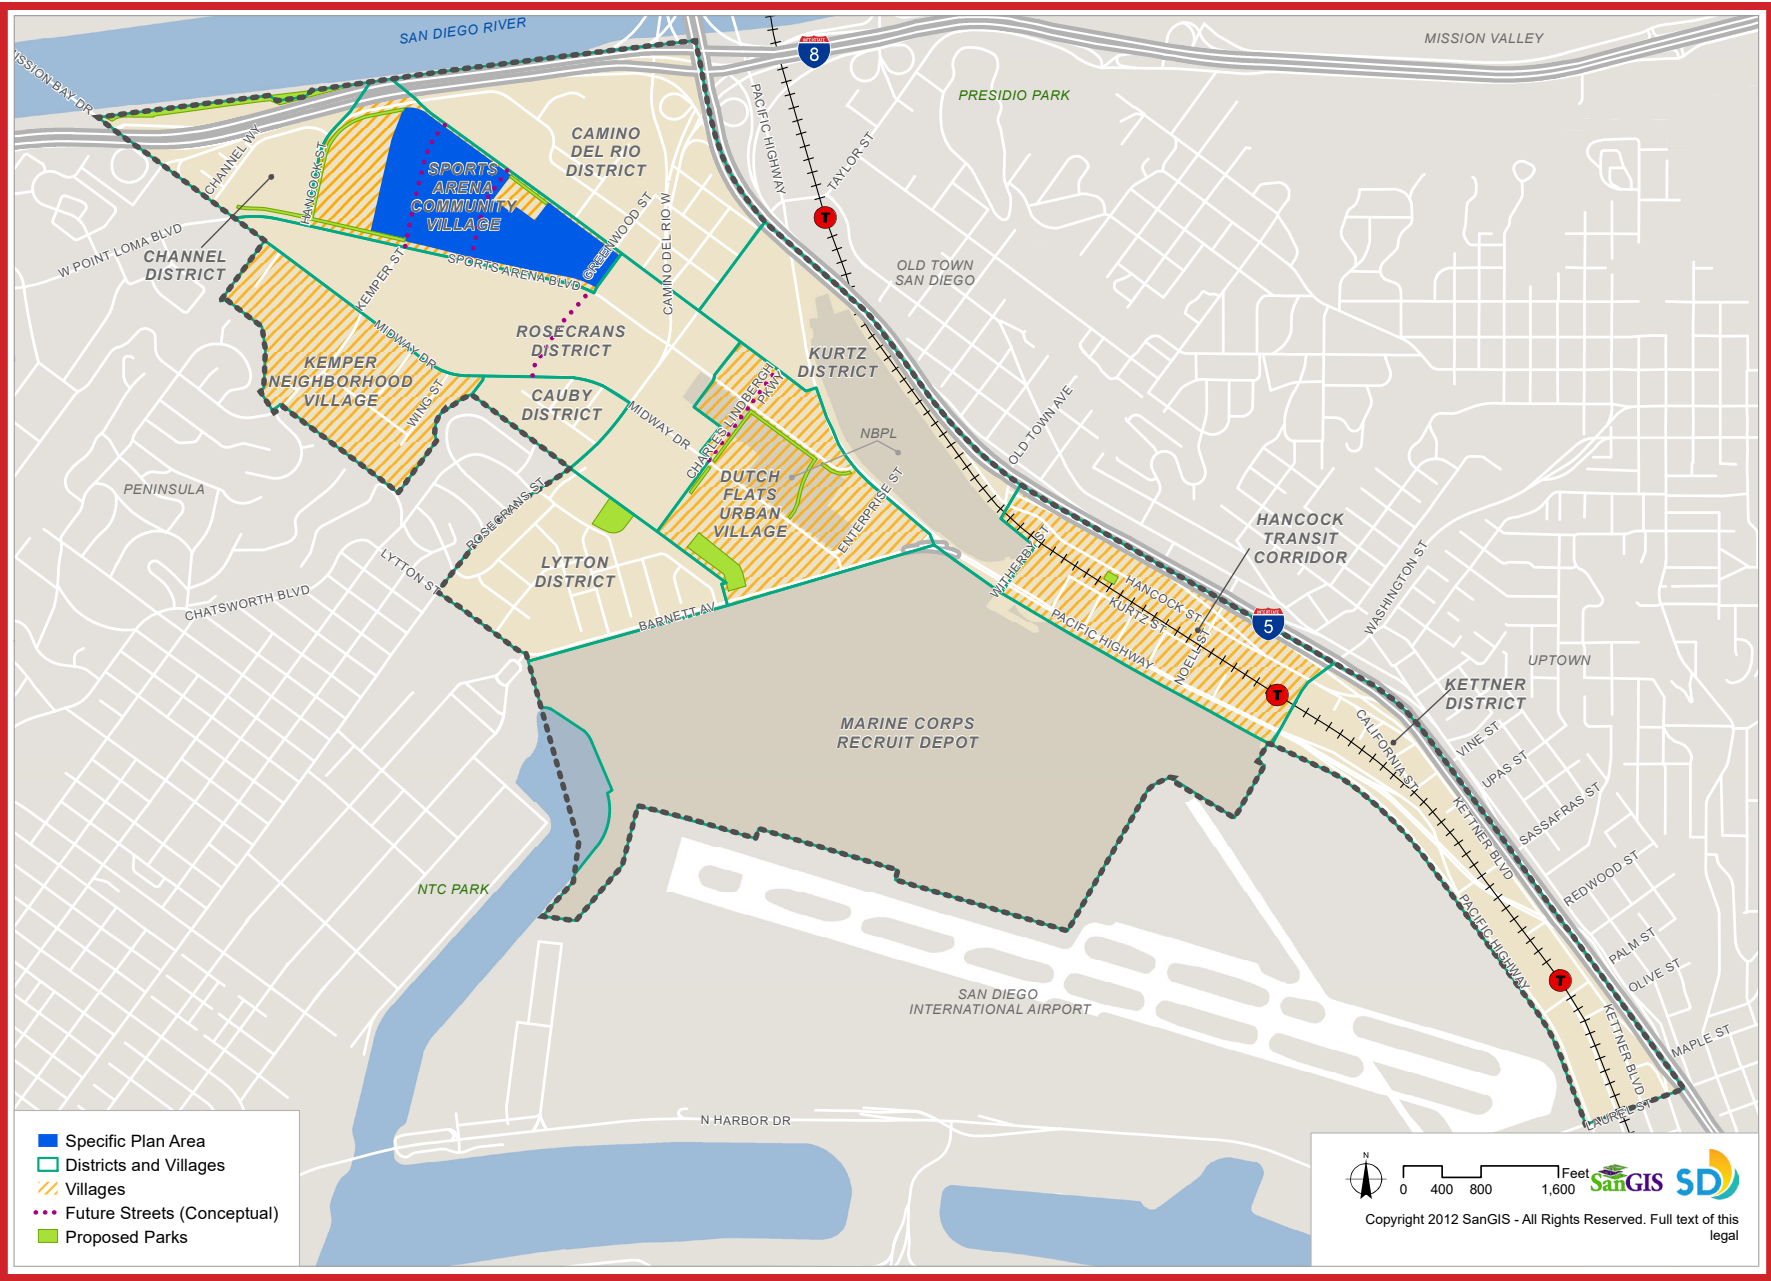 SAN DIEGO RIVER
MISSION VALLEY
INTERSTATE
8
MISSION BAY DR
PRESIDIO PARK
PACIFIC HIGHWAY
TAYLOR ST
T
CHANNEL WY
HANCOCK ST
CAMINO
DEL RIO
DISTRICT
SPORTS
ARENA
COMMUNITY
VILLAGE
GREENWOOD ST
CAMINO DEL RIO W
W POINT LOMA BLVD
CHANNEL
DISTRICT
KEMPER ST
SPORTS ARENA BLVD
OLD TOWN
SAN DIEGO
ROSECRANS
DISTRICT
MIDWAY DR
KEMPER
NEIGHBORHOOD
VILLAGE
WING ST
KURTZ
DISTRICT
CAUBY
DISTRICT
MIDWAY DR
CHARLES LINDBERGH
PKWY
OLD TOWN AVE
NBPL
PENINSULA
DUTCH
FLATS
URBAN
VILLAGE
ENTERPRISE ST
ROSECRANS ST
LYTTON ST
LYTTON
DISTRICT
CHATSWORTH BLVD
BARNETT AV
WITHERBY ST
HANCOCK
TRANSIT
CORRIDOR
HANCOCK ST
KURTZ ST
PACIFIC HIGHWAY
NOELL ST
INTERSTATE
5
WASHINGTON ST
UPTOWN
T
KETTNER
DISTRICT
MARINE CORPS
RECRUIT DEPOT
CALIFORNIA ST
VINE ST
UPAS ST
SASSAFRAS ST
KETTNER BLVD
REDWOOD ST
NTC PARK
PACIFIC HIGHWAY
PALM ST
OLIVE ST
T
SAN DIEGO
INTERNATIONAL AIRPORT
KETTNER BLVD
MAPLE ST
LAUREL ST
N HARBOR DR
Specific Plan Area
Districts and Villages
Villages
Future Streets (Conceptual)
Proposed Parks
N
Feet
0 400 800 1,600
SanGIS
SD
Copyright 2012 SanGIS - All Rights Reserved. Full text of this
legal